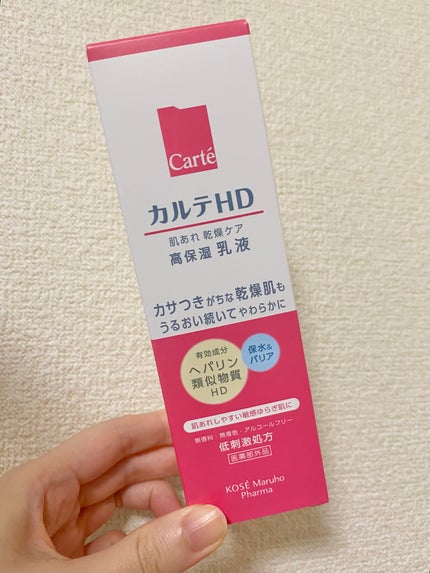 Carté
カルテHD
肌あれ 乾燥ケア
高保湿 乳液
カサつきがちな乾燥肌も
うるおい続いてやわらかに
有効成分
ヘパリン
類似物質
HD
保水&
バリア
肌あれしやすい敏感ゆらぎ肌に
無香料・無着色・アルコールフリー
低刺激処方
医薬部外品
KOSÉ Maruho
Pharma